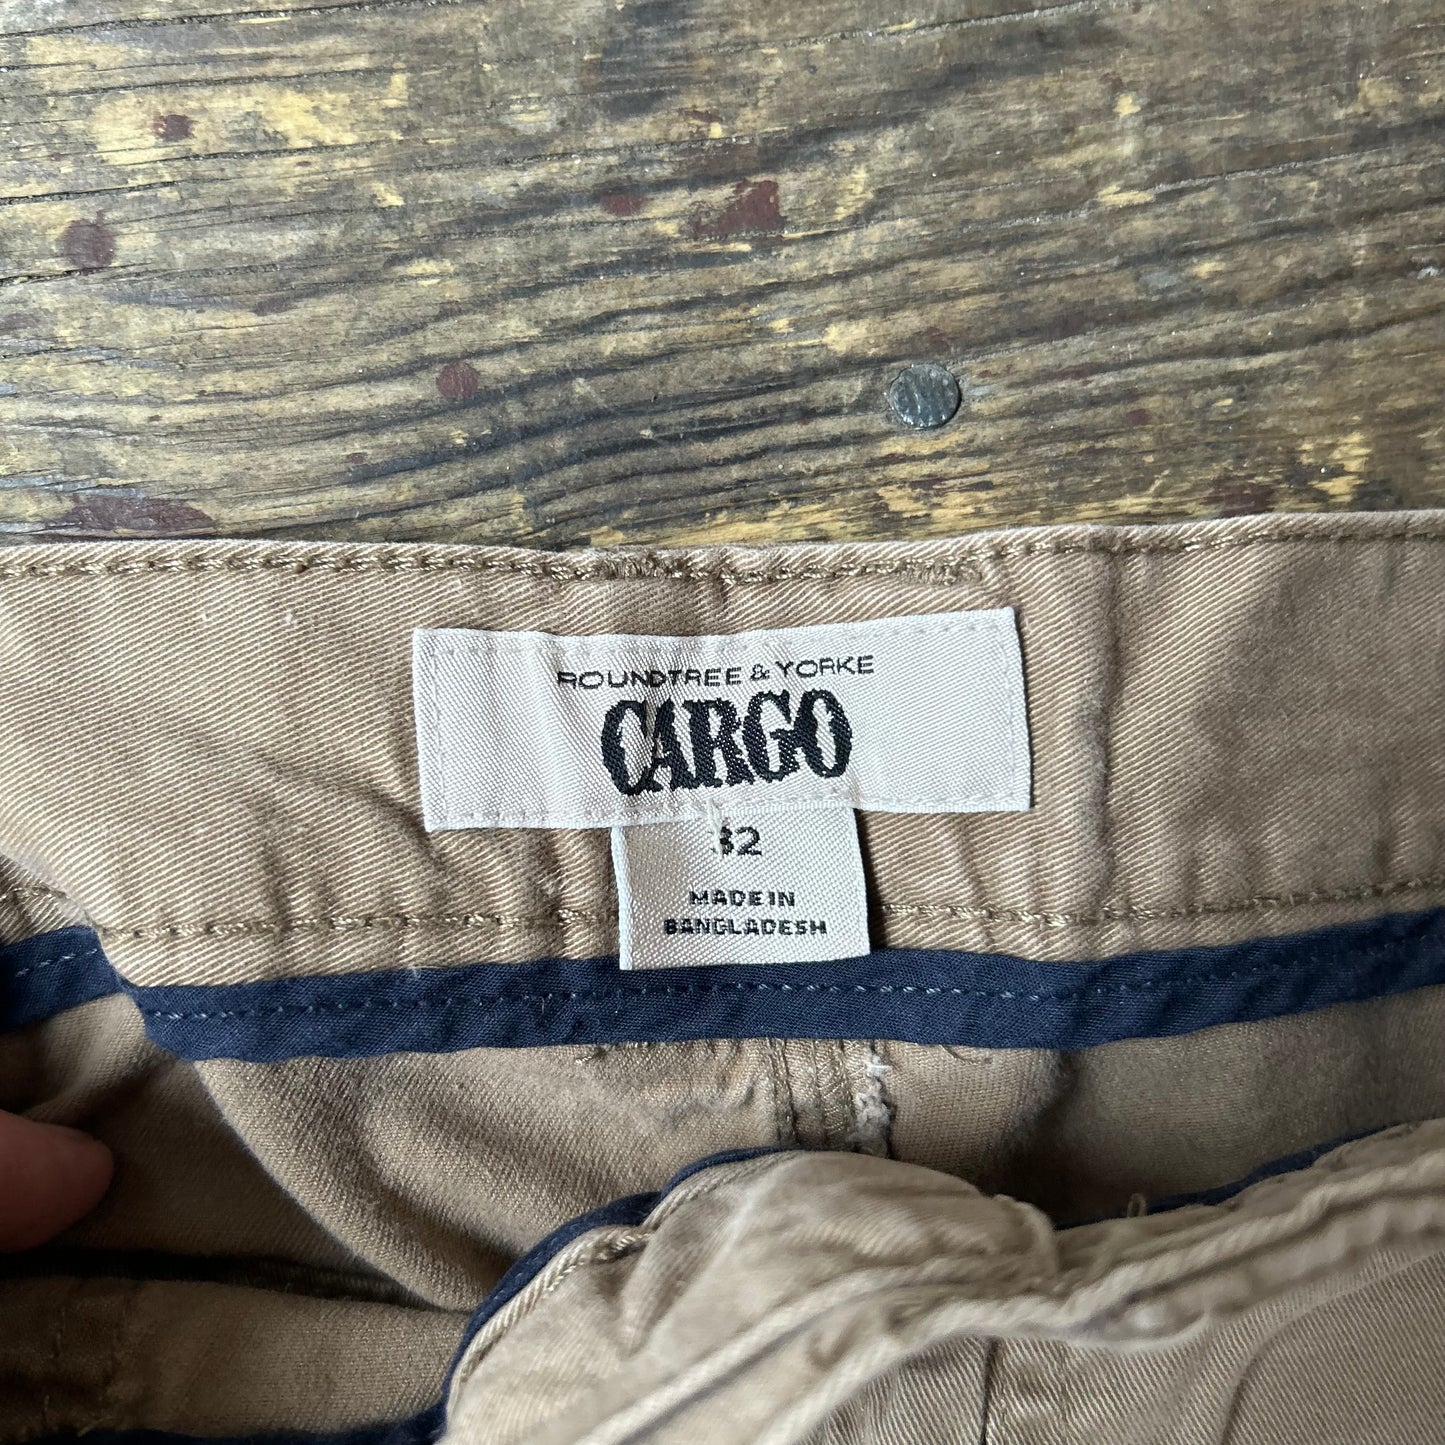 ROUNDTREE & YORKE
CARGO
32
MADE IN
BANGLADESH